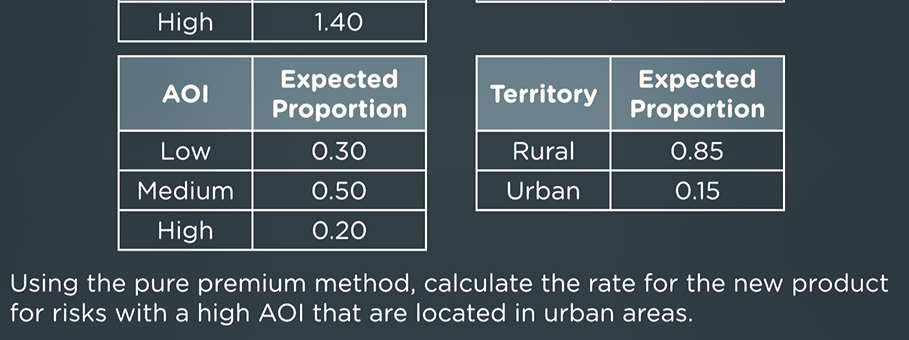 High 1.40
AOI Expected Proportion
Low 0.30
Medium 0.50
High 0.20
Territory Expected Proportion
Rural 0.85
Urban 0.15
Using the pure premium method, calculate the rate for the new product
for risks with a high AOI that are located in urban areas.